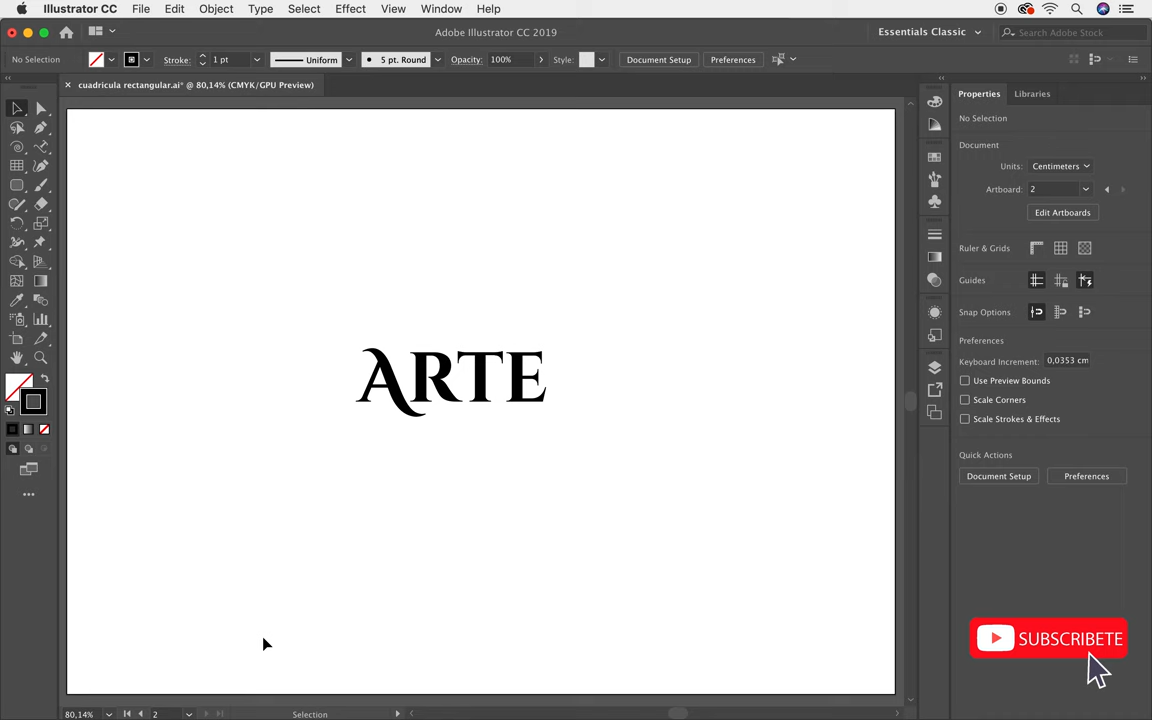 Illustrator CC File Edit Object Type Select Effect View Window Help
Adobe Illustrator CC 2019
Essentials Classic
Search Adobe Stock
No Selection
Stroke: 1 pt Uniform 5 pt. Round Opacity: 100% Style: Document Setup Preferences
× cuadricula rectangular.ai* @ 80,14% (CMYK/GPU Preview)
Properties Libraries
No Selection
Document
Units: Centimeters
Artboard: 2
Edit Artboards
Ruler & Grids
Guides
Snap Options
Preferences
Keyboard Increment: 0,0353 cm
Use Preview Bounds
Scale Corners
Scale Strokes & Effects
Quick Actions
Document Setup Preferences
ARTE
SUBSCRIBETE
80,14% 2 Selection